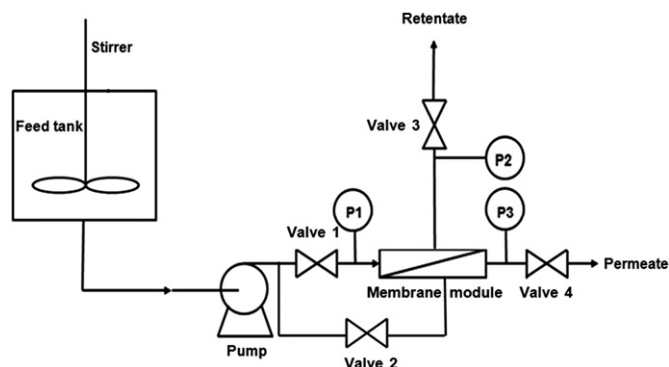 Retentate
Stirrer
Feed tank
Valve 3
P2
P1
P3
Valve 1
Permeate
Membrane module
Valve 4
Pump
Valve 2